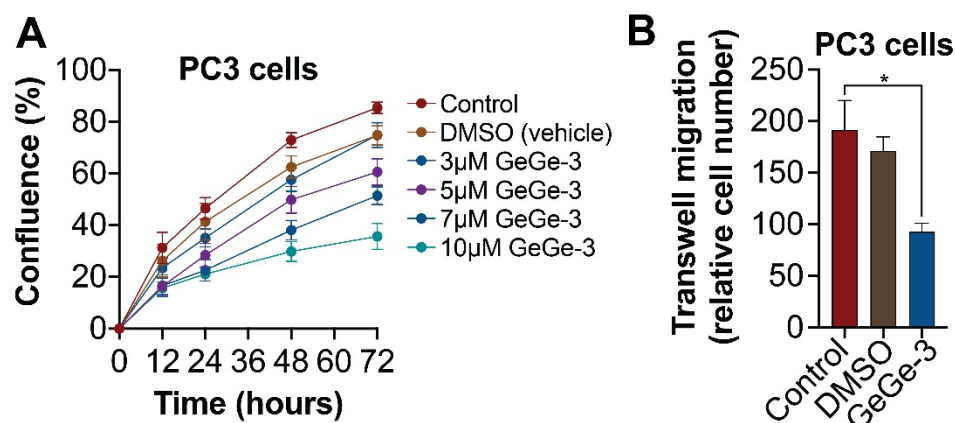 A
PC3 cells
Confluence (%)
100
80
60
40
20
0
0 12 24 36 48 60 72
Time (hours)
Control
DMSO (vehicle)
3μM GeGe-3
5μM GeGe-3
7μM GeGe-3
10μM GeGe-3
B
PC3 cells
Transwell migration
(relative cell number)
250
200
150
100
50
0
*
Control
DMSO
GeGe-3